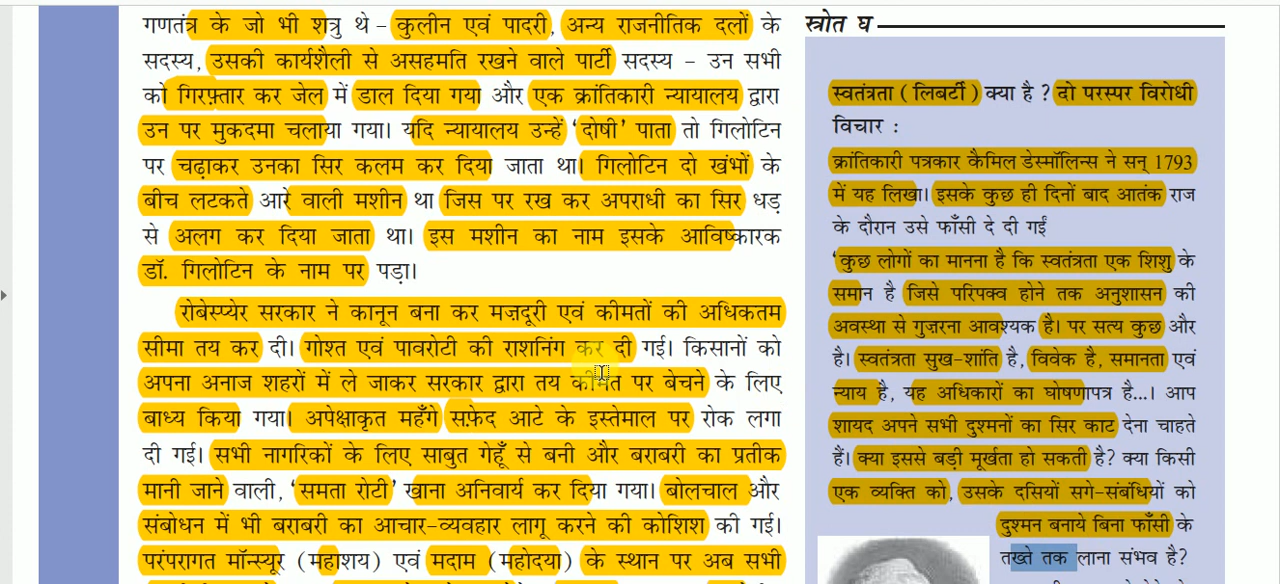 गणतंत्र के जो भी शत्रु थे – कुलीन एवं पादरी, अन्य राजनीतिक दलों के
सदस्य, उसकी कार्यशैली से असहमति रखने वाले पार्टी सदस्य – उन सभी
को गिरफ़्तार कर जेल में डाल दिया गया और एक क्रांतिकारी न्यायालय द्वारा
उन पर मुकदमा चलाया गया। यदि न्यायालय उन्हें ‘दोषी’ पाता तो गिलोटिन
पर चढ़ाकर उनका सिर कलम कर दिया जाता था। गिलोटिन दो खंभों के
बीच लटकते आरे वाली मशीन था जिस पर रख कर अपराधी का सिर धड़
से अलग कर दिया जाता था। इस मशीन का नाम इसके आविष्कारक
डॉ. गिलोटिन के नाम पर पड़ा।
रोबेस्प्येर सरकार ने कानून बना कर मज़दूरी एवं कीमतों की अधिकतम
सीमा तय कर दी। गोश्त एवं पावरोटी की राशनिंग कर दी गई। किसानों को
अपना अनाज शहरों में ले जाकर सरकार द्वारा तय कीमत पर बेचने के लिए
बाध्य किया गया। अपेक्षाकृत महँगे सफ़ेद आटे के इस्तेमाल पर रोक लगा
दी गई। सभी नागरिकों के लिए साबुत गेहूँ से बनी और बराबरी का प्रतीक
मानी जाने वाली, ‘समता रोटी’ खाना अनिवार्य कर दिया गया। बोलचाल और
संबोधन में भी बराबरी का आचार-व्यवहार लागू करने की कोशिश की गई।
परंपरागत मॉन्स्यूर (महाशय) एवं मदाम (महोदया) के स्थान पर अब सभी
स्रोत घ
स्वतंत्रता (लिबर्टी) क्या है ? दो परस्पर विरोधी
विचार :
क्रांतिकारी पत्रकार कैमिल डेस्मॉलिन्स ने सन् 1793
में यह लिखा। इसके कुछ ही दिनों बाद आतंक राज
के दौरान उसे फाँसी दे दी गई
‘कुछ लोगों का मानना है कि स्वतंत्रता एक शिशु के
समान है जिसे परिपक्व होने तक अनुशासन की
अवस्था से गुजरना आवश्यक है। पर सत्य कुछ और
है। स्वतंत्रता सुख-शांति है, विवेक है, समानता एवं
न्याय है, यह अधिकारों का घोषणापत्र है...। आप
शायद अपने सभी दुश्मनों का सिर काट देना चाहते
हैं। क्या इससे बड़ी मूर्खता हो सकती है? क्या किसी
एक व्यक्ति को, उसके दसियों सगे-संबंधियों को
दुश्मन बनाये बिना फाँसी के
तख्ते तक लाना संभव है?